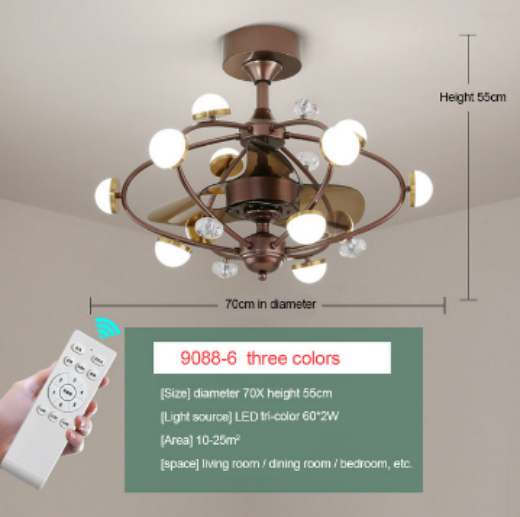 Height 55cm
70cm in diameter
9088-6 three colors
[Size] diameter 70X height 55cm
[Light source] LED tri-color 60*2W
[Area] 10-25m²
[space] living room / dining room / bedroom, etc.